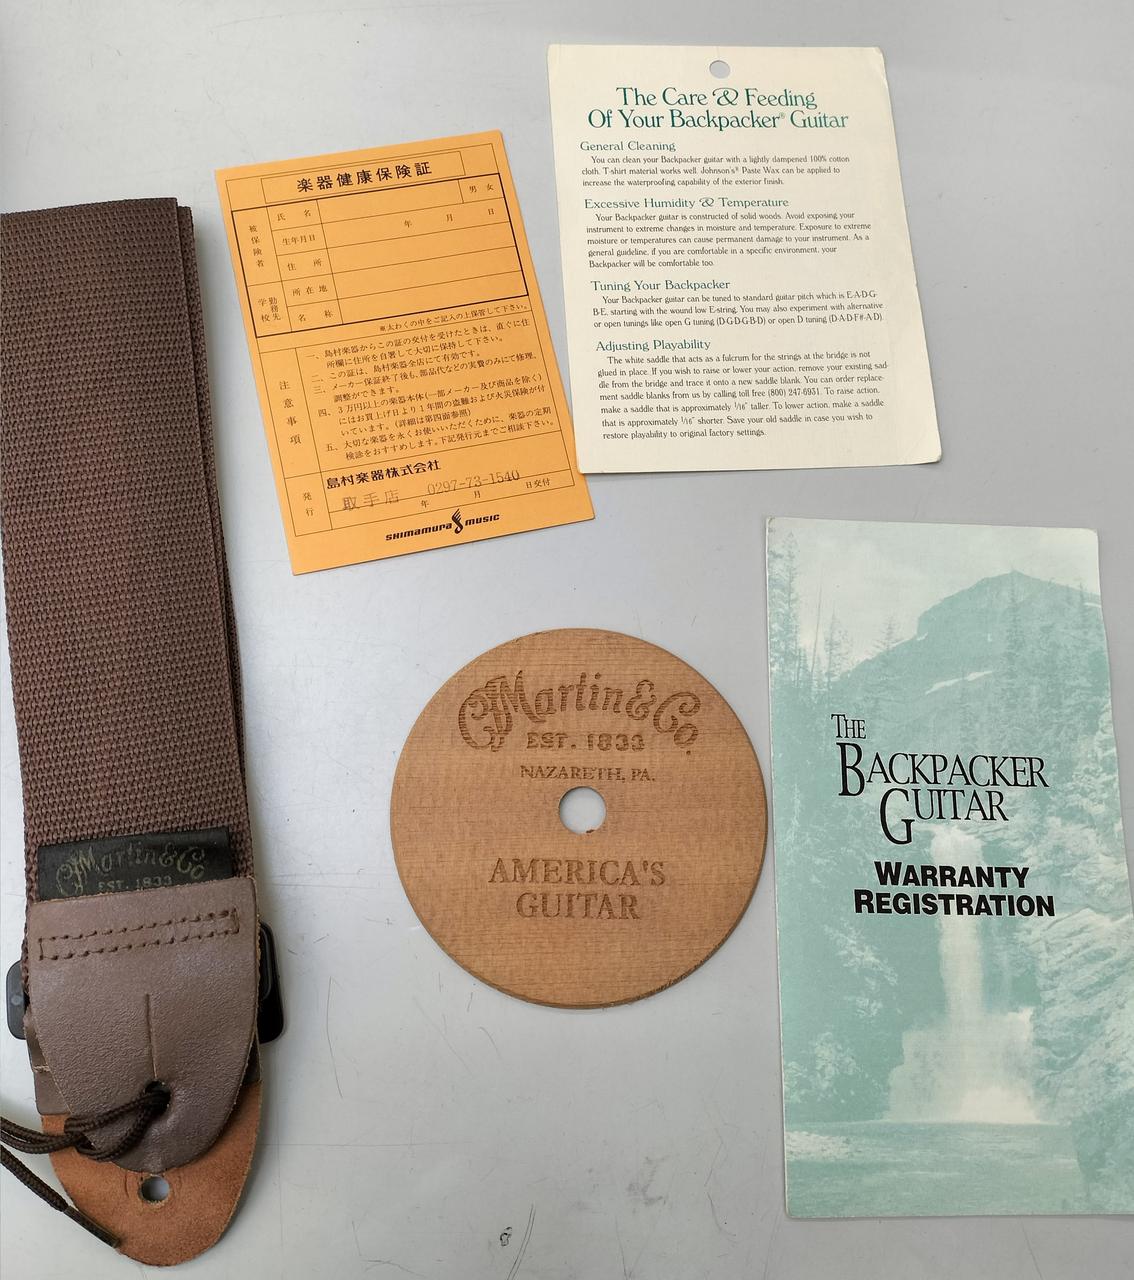 The Care & Feeding
Of Your Backpacker® Guitar
General Cleaning
You can clean your Backpacker guitar with a lightly dampened 100% cotton
cloth. T-shirt material works well. Johnson's® Paste Wax can be applied to
increase the waterproofing capability of the exterior finish.
Excessive Humidity & Temperature
Your Backpacker guitar is constructed of solid woods. Avoid exposing your
instrument to extreme changes in moisture and temperature. Exposure to extreme
moisture or temperatures can cause permanent damage to your instrument. As a
general guideline, if you are comfortable in a specific environment, your
Backpacker will be comfortable too.
Tuning Your Backpacker
Your Backpacker guitar can be tuned to standard guitar pitch which is E-A-D-G-
B-E, starting with the wound low E-string. You may also experiment with alternative
or open tunings like open G tuning (D-G-D-G-B-D) or open D tuning (D-A-D-F#-A-D).
Adjusting Playability
The white saddle that acts as a fulcrum for the strings at the bridge is not
glued in place. If you wish to raise or lower your action, remove your existing sad-
dle from the bridge and trace it onto a new saddle blank. You can order replace-
ment saddle blanks from us by calling toll free (800) 247-6931. To raise action,
make a saddle that is approximately 1/16" taller. To lower action, make a saddle
that is approximately 1/16" shorter. Save your old saddle in case you wish to
restore playability to original factory settings.
楽器健康保険証
被保険者
氏 名
男 女
生年月日
年 月 日
住 所
勤務先
学校
所在地
名 称
※太わくの中をご記入の上保管して下さい。
注意事項
一、島村楽器からこの証の交付を受けたときは、直ぐに住
所欄に住所を自署して大切に保持して下さい。
二、この証は、島村楽器全店にて有効です。
三、メーカー保証終了後も、部品代などの実費のみにて修理、
調整ができます。
四、3万円以上の楽器本体(一部メーカー及び商品を除く)
にはお買上げ日より1年間の盗難および火災保険が付
いています。(詳細は第四面参照)
五、大切な楽器を永くお使いいただくために、楽器の定期
検診をおすすめします。下記発行元までご相談下さい。
発行
島村楽器株式会社
取手店 0297-73-1540
年 月 日交付
SHIMAMURA MUSIC
C.F. Martin & Co
EST. 1833
NAZARETH, PA.
AMERICA'S
GUITAR
THE
BACKPACKER
GUITAR
WARRANTY
REGISTRATION
C.F. Martin & Co
EST. 1833